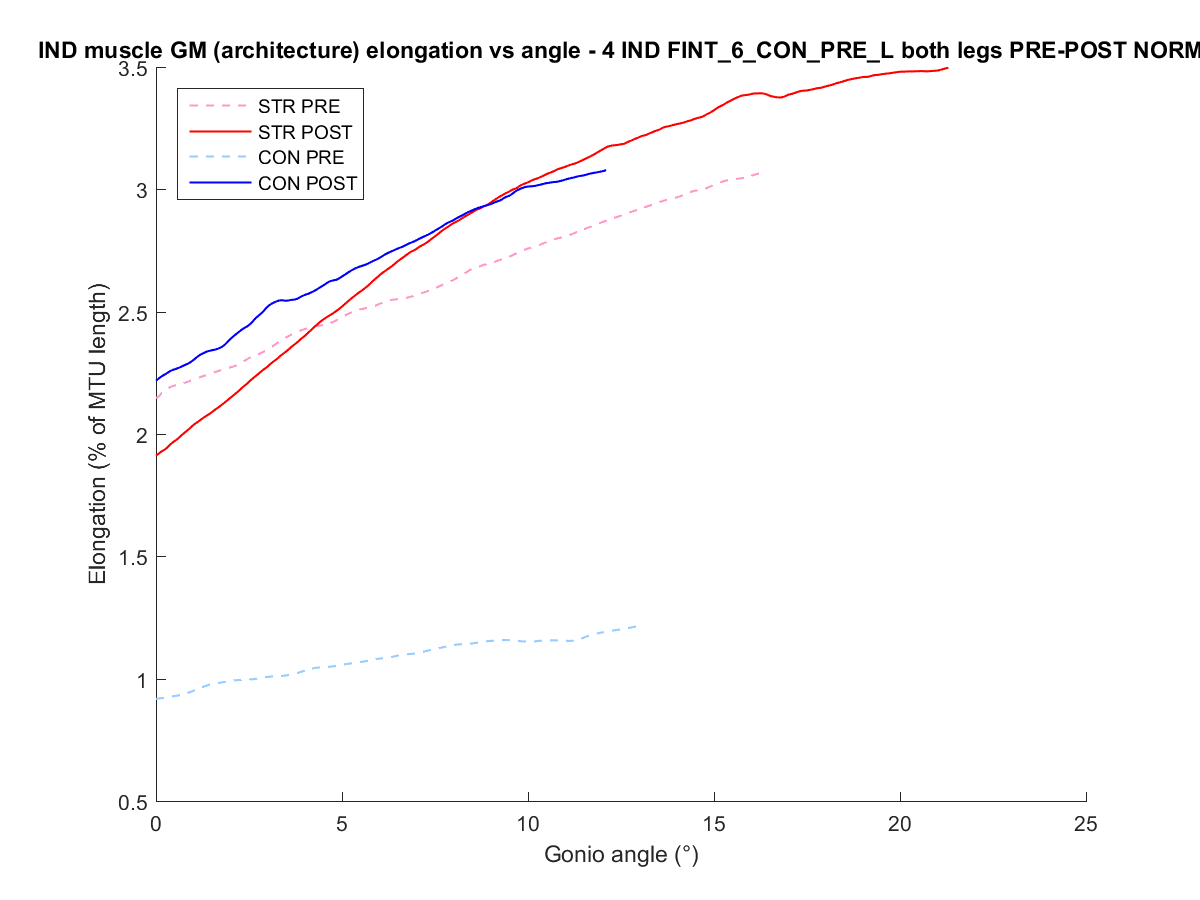 IND muscle GM (architecture) elongation vs angle - 4 IND FINT_6_CON_PRE_L both legs PRE-POST NORM
3.5
3
2.5
2
1.5
1
0.5
Elongation (% of MTU length)
STR PRE
STR POST
CON PRE
CON POST
0
5
10
15
20
25
Gonio angle (°)